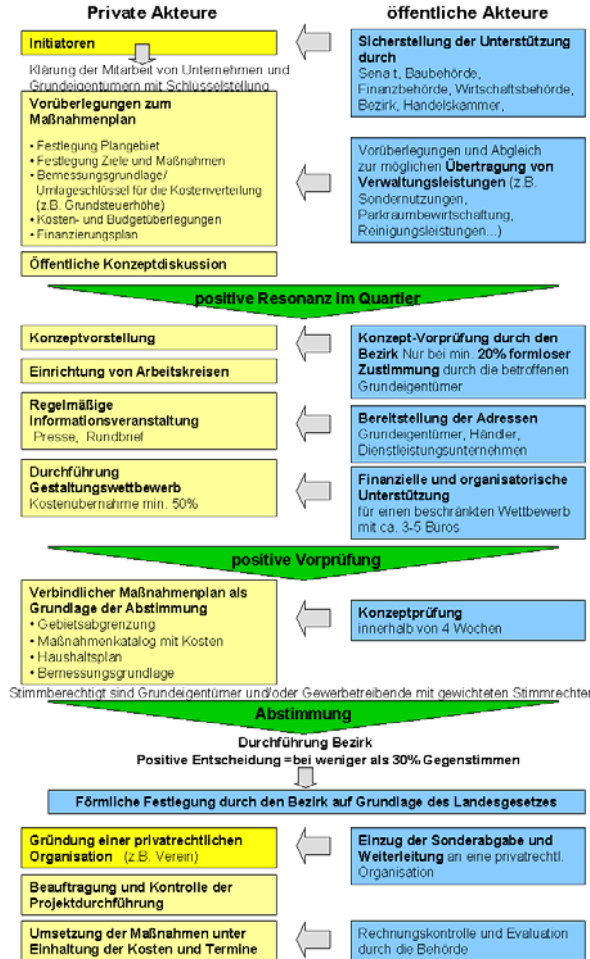 Private Akteure
öffentliche Akteure
Initiatoren
Sicherstellung der Unterstützung
durch
Senat, Baubehörde,
Finanzbehörde, Wirtschaftsbehörde,
Bezirk, Handelskammer,
Klärung der Mitarbeit von Unternehmen und
Grundeigentümern mit Schlüsselstellung
Vorüberlegungen zum
Maßnahmenplan
• Festlegung Plangebiet
• Festlegung Ziele und Maßnahmen
• Bemessungsgrundlage/
Umlageschlüssel für die Kostenverteilung
(z.B. Grundsteuerhöhe)
• Kosten- und Budgetüberlegungen
• Finanzierungsplan
Vorüberlegungen und Abgleich
zur möglichen Übertragung von
Verwaltungsleistungen (z.B.
Sondernutzungen,
Parkraumbewirtschaftung,
Reinigungsleistungen...)
Öffentliche Konzeptdiskussion
positive Resonanz im Quartier
Konzeptvorstellung
Einrichtung von Arbeitskreisen
Konzept-Vorprüfung durch den
Bezirk Nur bei min. 20% formloser
Zustimmung durch die betroffenen
Grundeigentümer
Regelmäßige
Informationsveranstaltung
Presse, Rundbrief
Bereitstellung der Adressen
Grundeigentümer, Händler,
Dienstleistungsunternehmen
Durchführung
Gestaltungswettbewerb
Kostenübernahme min. 50%
Finanzielle und organisatorische
Unterstützung
für einen beschränkten Wettbewerb
mit ca. 3-5 Büros
positive Vorprüfung
Verbindlicher Maßnahmenplan als
Grundlage der Abstimmung
• Gebietsabgrenzung
• Maßnahmenkatalog mit Kosten
• Haushaltsplan
• Bemessungsgrundlage
Konzeptprüfung
innerhalb von 4 Wochen
Stimmberechtigt sind Grundeigentümer und/oder Gewerbetreibende mit gewichteten Stimmrechten
Abstimmung
Durchführung Bezirk
Positive Entscheidung =bei weniger als 30% Gegenstimmen
Förmliche Festlegung durch den Bezirk auf Grundlage des Landesgesetzes
Gründung einer privatrechtlichen
Organisation (z.B. Verein)
Einzug der Sonderabgabe und
Weiterleitung an eine privatrechtl.
Organisation
Beauftragung und Kontrolle der
Projektdurchführung
Umsetzung der Maßnahmen unter
Einhaltung der Kosten und Termine
Rechnungskontrolle und Evaluation
durch die Behörde